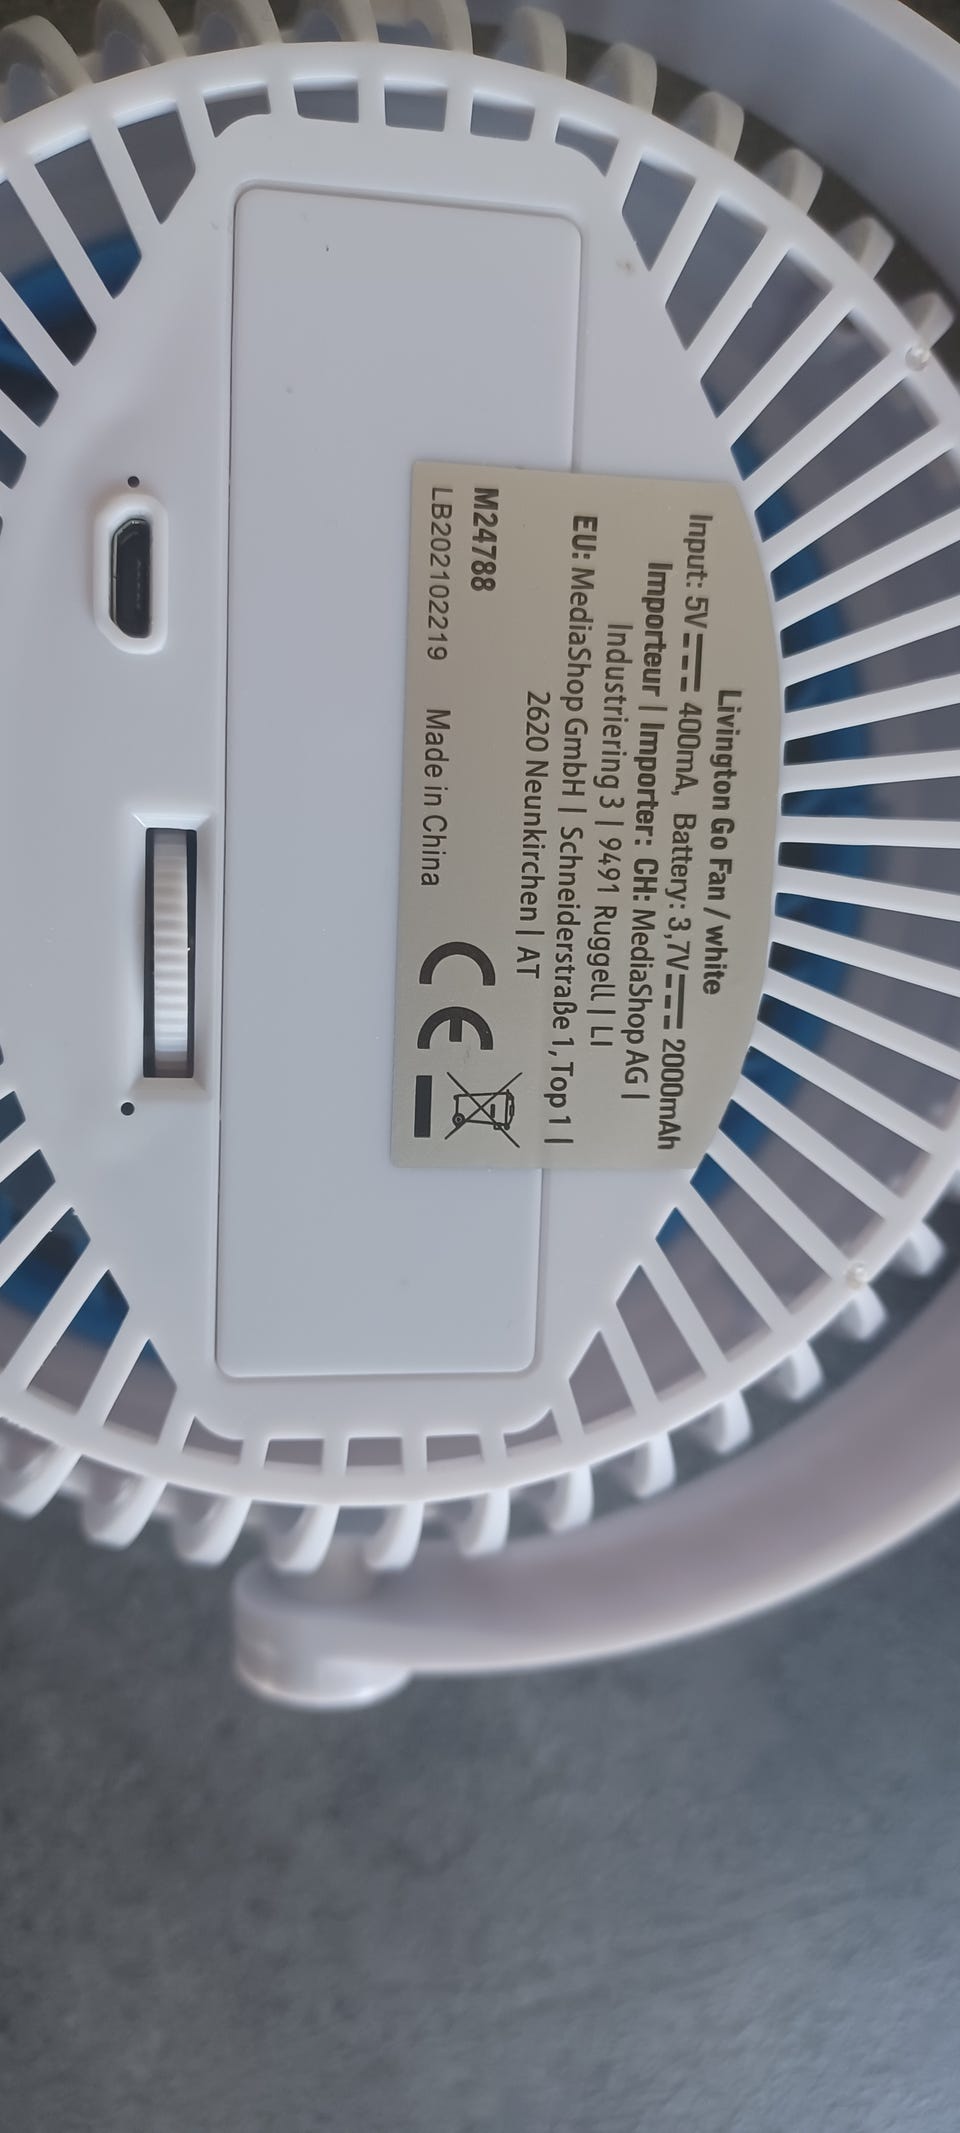 Livington Go Fan / white
Input: 5V⎓ 400mA, Battery: 3,7V⎓ 2000mAh
Importeur | Importer: CH: MediaShop AG |
Industriering 3 | 9491 Ruggell | LI
EU: MediaShop GmbH | Schneiderstraße 1, Top 1 |
2620 Neunkirchen | AT
M24788
LB202102219 Made in China
CE